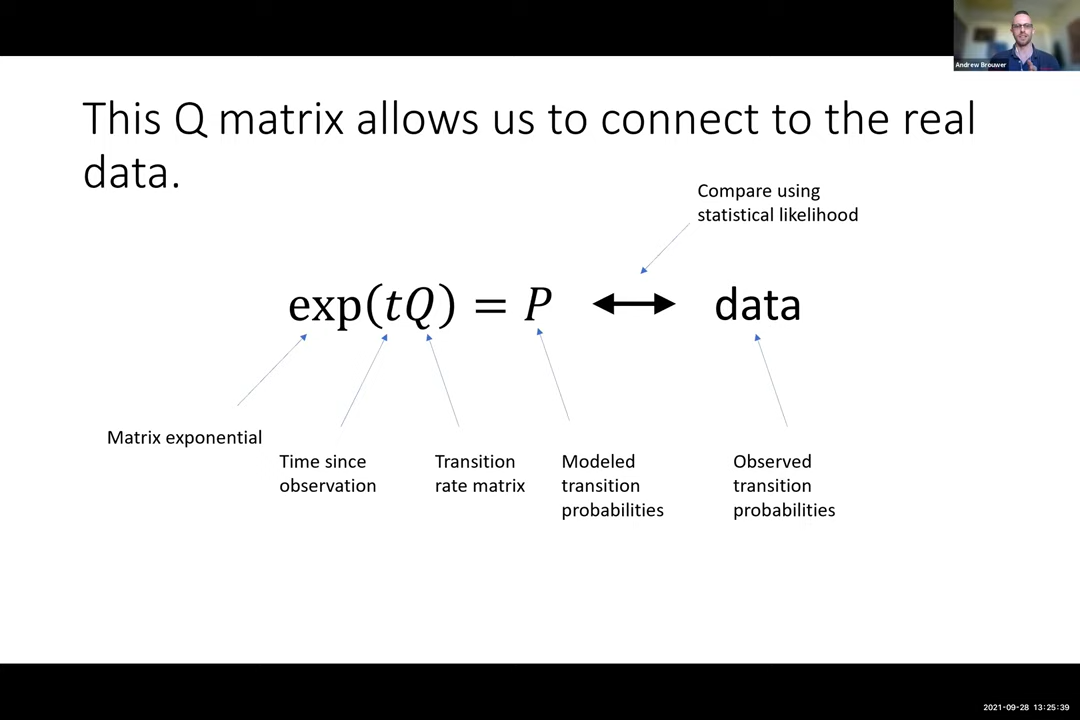 Andrew Brouwer
This Q matrix allows us to connect to the real
data.
Compare using
statistical likelihood
exp(tQ) = P
data
Matrix exponential
Time since
observation
Transition
rate matrix
Modeled
transition
probabilities
Observed
transition
probabilities
2021-09-28 13:25:39